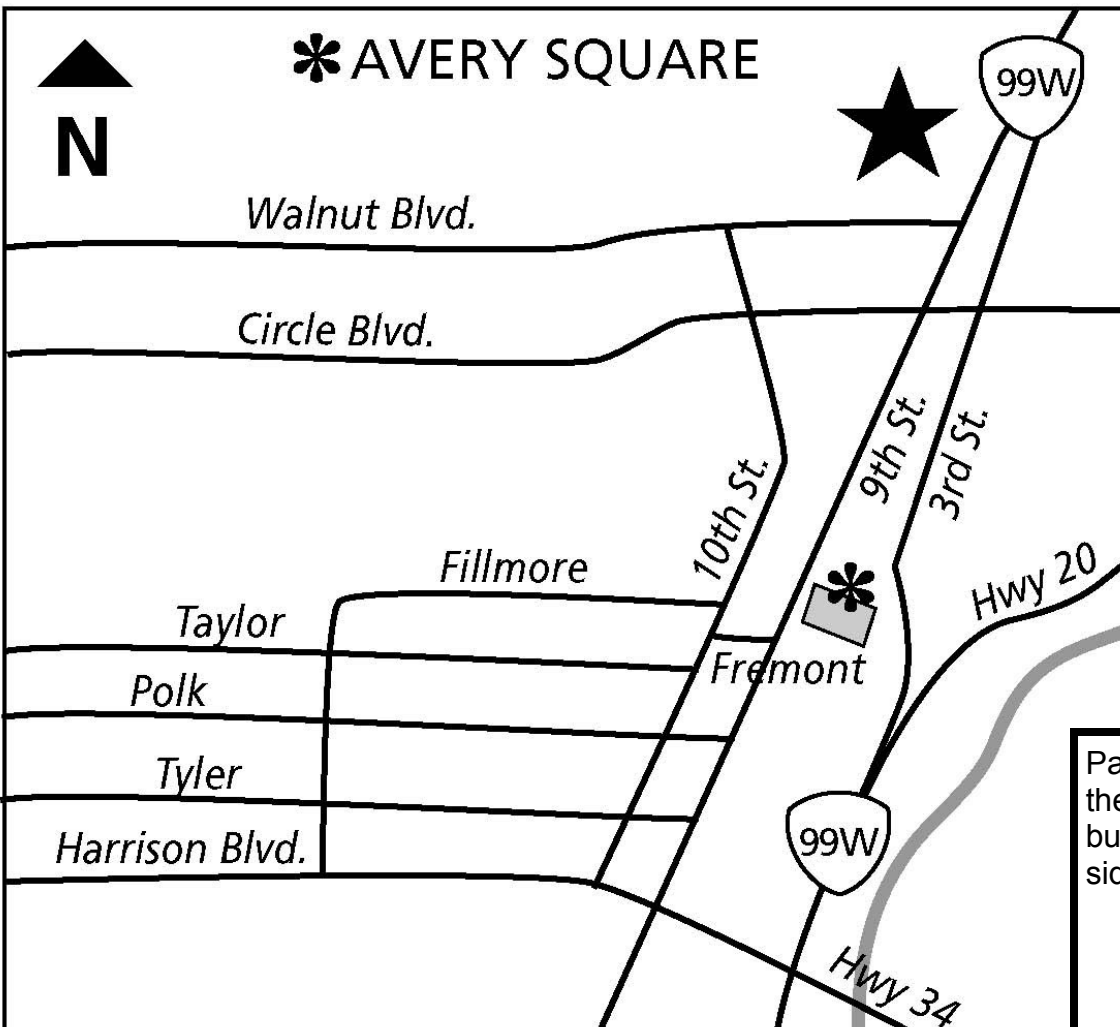 AVERY SQUARE
99W
N
Walnut Blvd.
Circle Blvd.
9th St.
3rd St.
10th St.
Hwy 20
Fillmore
Taylor
Fremont
Polk
Tyler
99W
Harrison Blvd.
Hwy 34